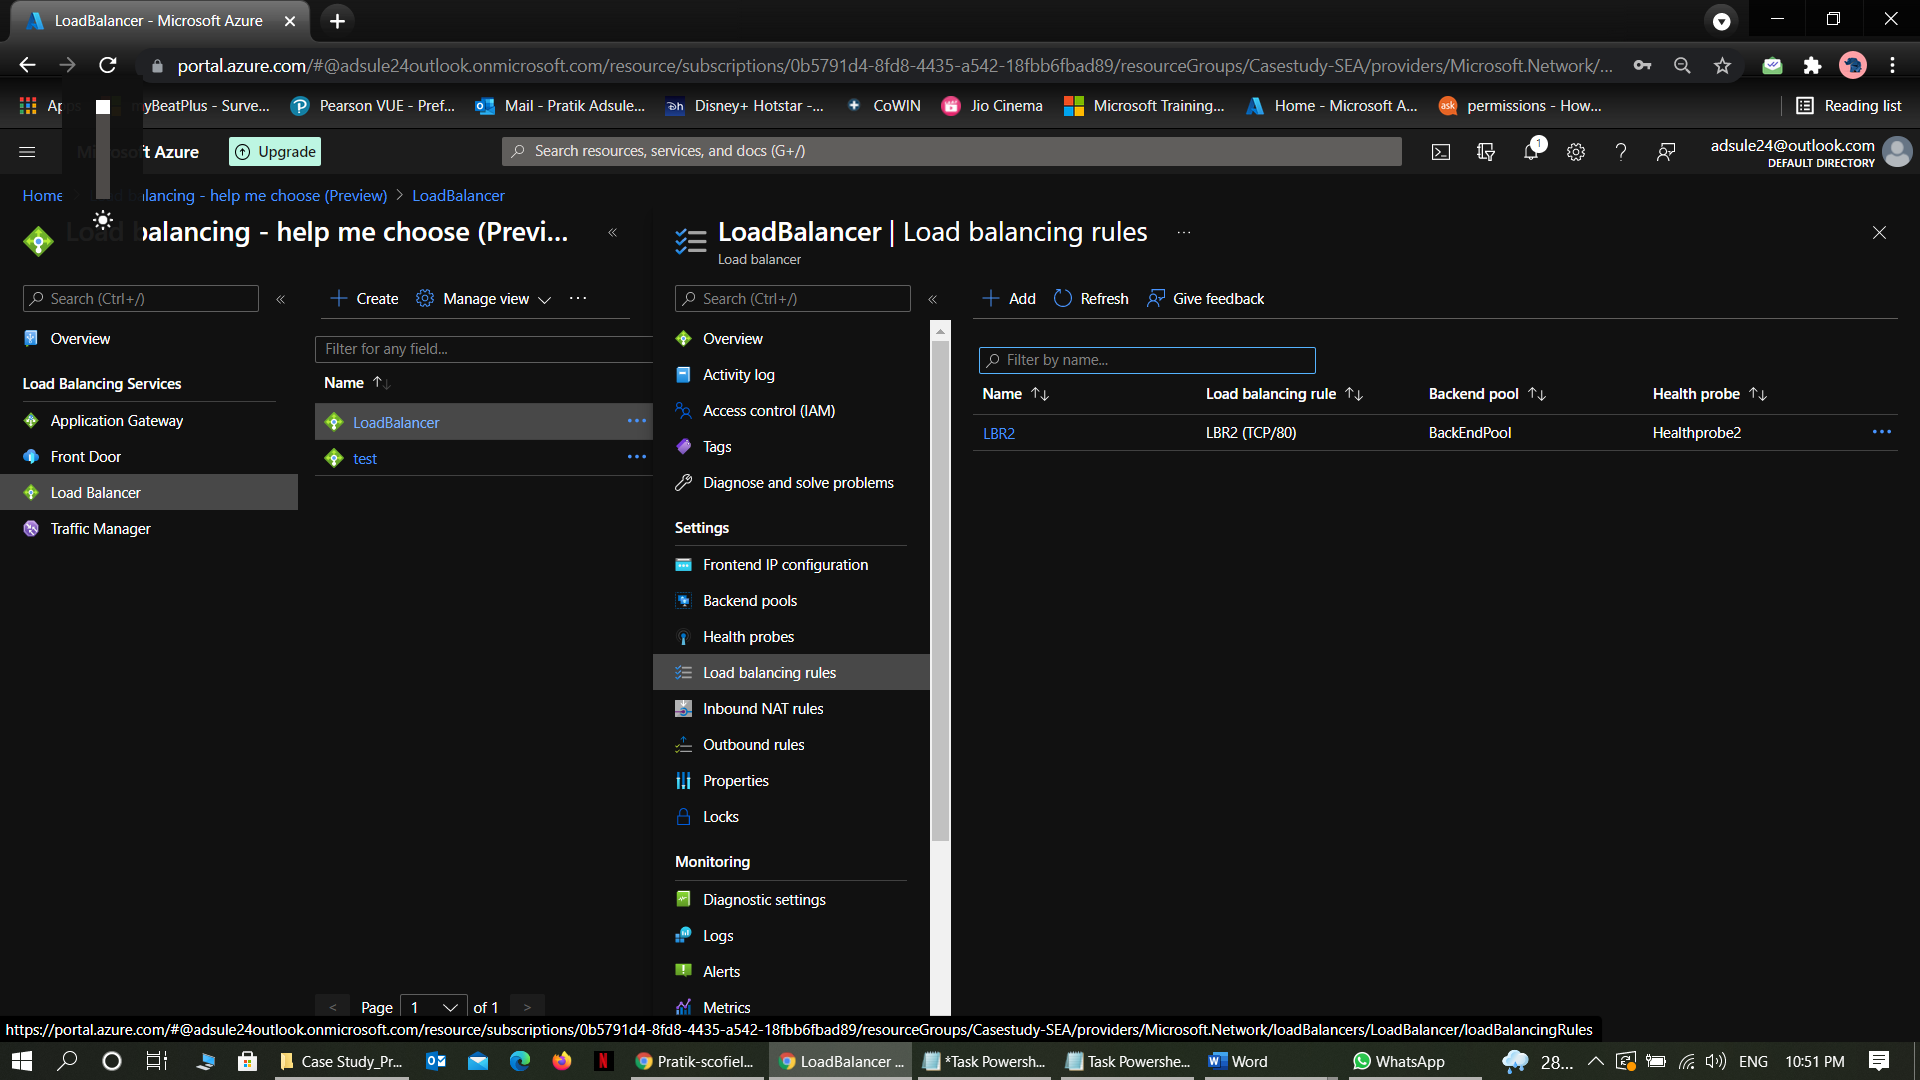 LoadBalancer - Microsoft Azure
portal.azure.com/#@adsule24outlook.onmicrosoft.com/resource/subscriptions/0b5791d4-8fd8-4435-a542-18fbb6fbad89/resourceGroups/Casestudy-SEA/providers/Microsoft.Network/...
myBeatPlus - Surve... Pearson VUE - Pref... Mail - Pratik Adsule... Disney+ Hotstar -... CoWIN Jio Cinema Microsoft Training... Home - Microsoft A... permissions - How... Reading list
Microsoft Azure Upgrade Search resources, services, and docs (G+/) 1 adsule24@outlook.com
DEFAULT DIRECTORY
Home > Load balancing - help me choose (Preview) > LoadBalancer
Load balancing - help me choose (Previ... «
LoadBalancer | Load balancing rules ...
Load balancer
Search (Ctrl+/) «
Overview
Load Balancing Services
Application Gateway
Front Door
Load Balancer
Traffic Manager
+ Create Manage view ...
Filter for any field...
Name
LoadBalancer ...
test ...
< Page 1 of 1 >
Search (Ctrl+/) «
Overview
Activity log
Access control (IAM)
Tags
Diagnose and solve problems
Settings
Frontend IP configuration
Backend pools
Health probes
Load balancing rules
Inbound NAT rules
Outbound rules
Properties
Locks
Monitoring
Diagnostic settings
Logs
Alerts
Metrics
+ Add Refresh Give feedback
Filter by name...
Name Load balancing rule Backend pool Health probe
LBR2 LBR2 (TCP/80) BackEndPool Healthprobe2 ...
https://portal.azure.com/#@adsule24outlook.onmicrosoft.com/resource/subscriptions/0b5791d4-8fd8-4435-a542-18fbb6fbad89/resourceGroups/Casestudy-SEA/providers/Microsoft.Network/loadBalancers/LoadBalancer/loadBalancingRules
Case Study_Pr... Pratik-scofiel... LoadBalancer ... *Task Powersh... Task Powershe... Word WhatsApp 28... ENG 10:51 PM